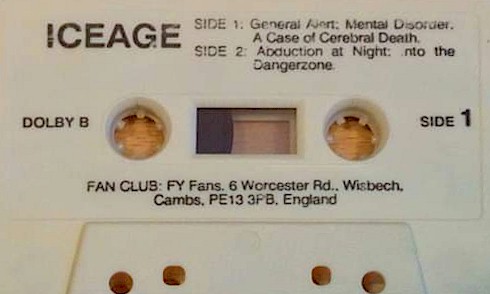 ICEAGE
SIDE 1: General Alert; Mental Disorder.
A Case of Cerebral Death.
SIDE 2: Abduction at Night: nto the
Dangerzone.
DOLBY B
SIDE 1
FAN CLUB: FY Fans. 6 Worcester Rd., Wisbech,
Cambs, PE13 3PB, England